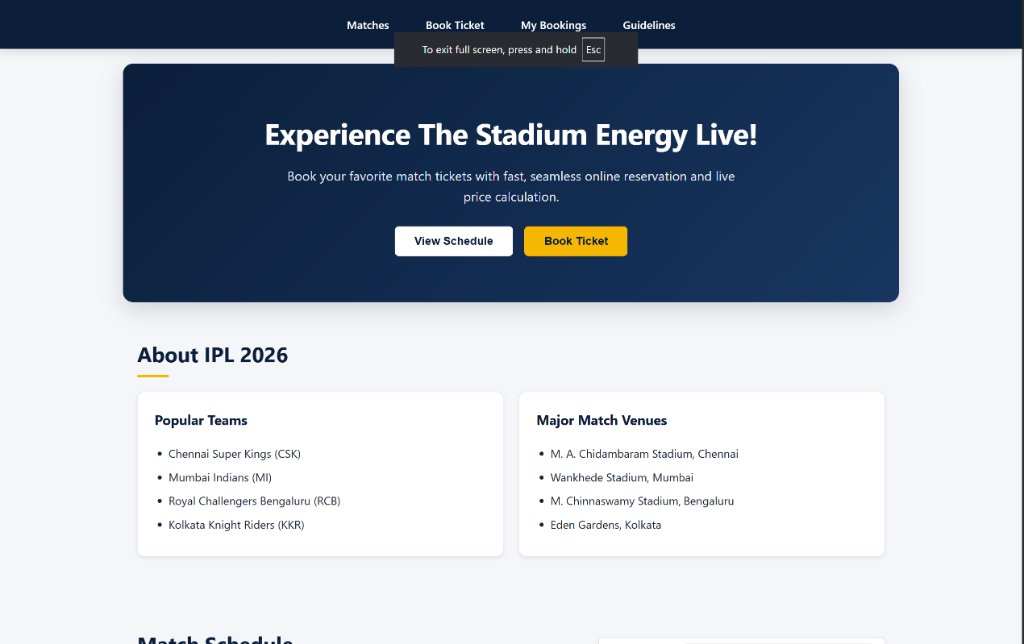 Matches Book Ticket My Bookings Guidelines
To exit full screen, press and hold Esc
Experience The Stadium Energy Live!
Book your favorite match tickets with fast, seamless online reservation and live
price calculation.
View Schedule Book Ticket
About IPL 2026
Popular Teams
• Chennai Super Kings (CSK)
• Mumbai Indians (MI)
• Royal Challengers Bengaluru (RCB)
• Kolkata Knight Riders (KKR)
Major Match Venues
• M. A. Chidambaram Stadium, Chennai
• Wankhede Stadium, Mumbai
• M. Chinnaswamy Stadium, Bengaluru
• Eden Gardens, Kolkata
Match Schedule